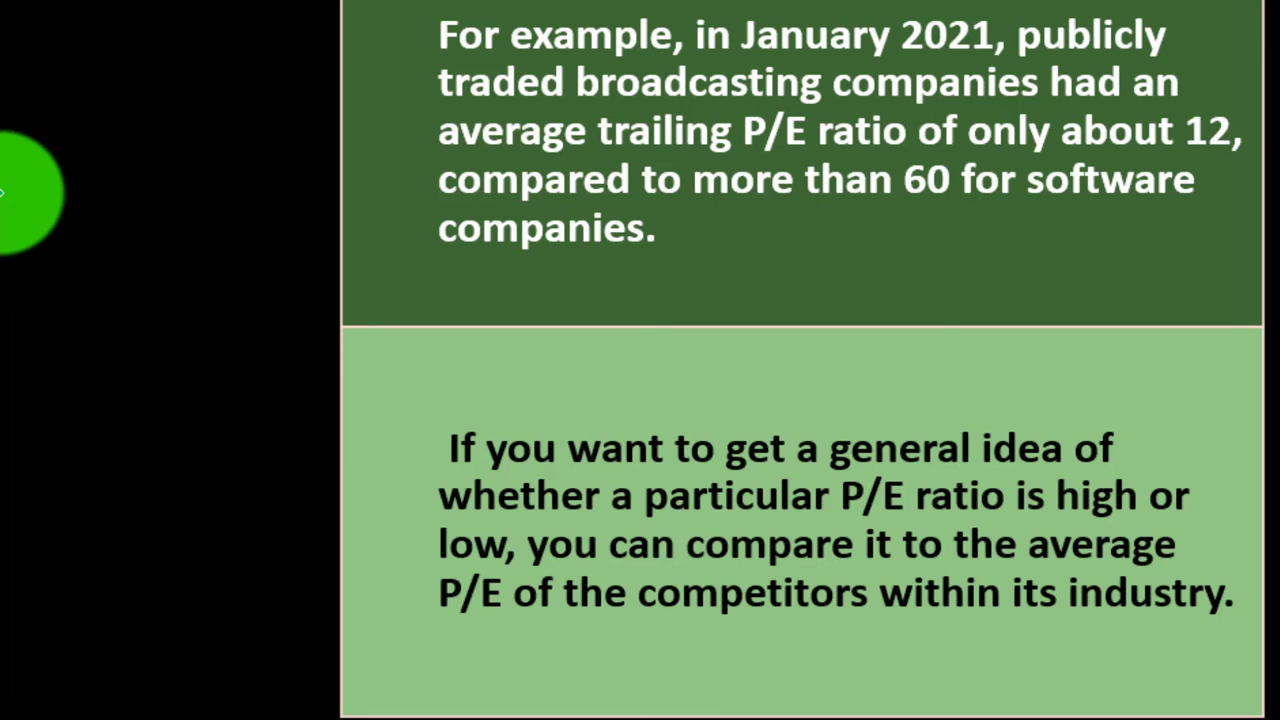 For example, in January 2021, publicly
traded broadcasting companies had an
average trailing P/E ratio of only about 12,
compared to more than 60 for software
companies.
If you want to get a general idea of
whether a particular P/E ratio is high or
low, you can compare it to the average
P/E of the competitors within its industry.